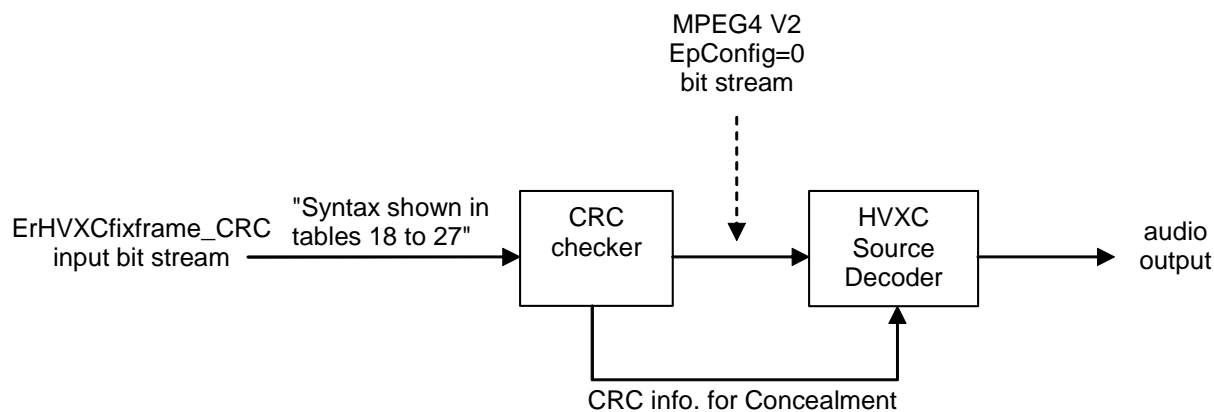 MPEG4 V2
EpConfig=0
bit stream
"Syntax shown in
tables 18 to 27"
ErHVXCfixframe_CRC
input bit stream
CRC
checker
HVXC
Source
Decoder
audio
output
CRC info. for Concealment